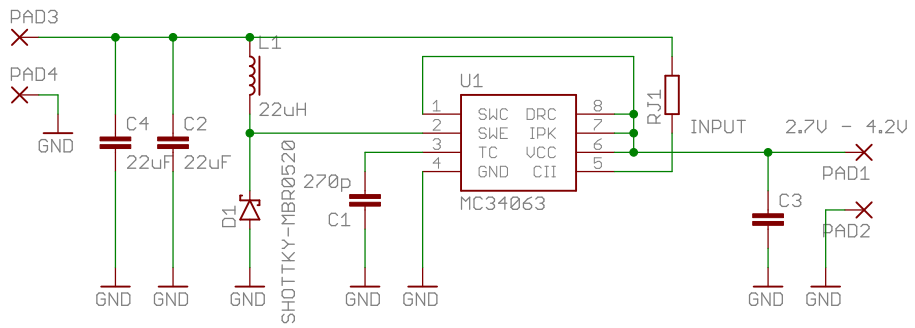 PAD3
PAD4
GND
C4
22uF
C2
22uF
L1
22uH
D1
SHOTTKY-MBR0520
270p
C1
U1
1 SWC DRC 8
2 SWE IPK 7
3 TC VCC 6
4 GND CII 5
MC34063
RJ1
INPUT 2.7V - 4.2V
PAD1
PAD2
C3
GND GND GND GND GND GND GND